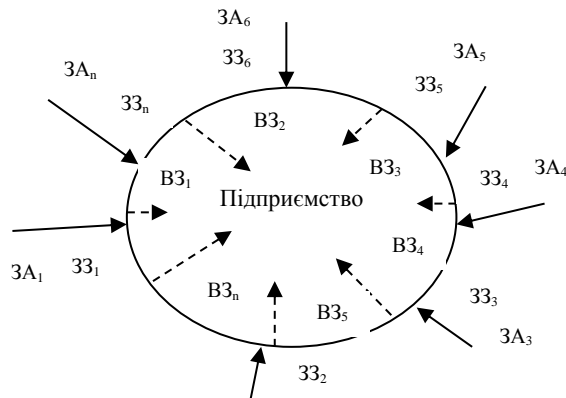 ЗА₆
ЗА₅
ЗАₙ
ЗЗ₆
ЗЗₙ
ЗЗ₅
ВЗ₂
ВЗ₃
ВЗ₁
ЗЗ₄
ЗА₄
Підприємство
ВЗ₄
ЗА₁
ЗЗ₁
ВЗₙ
ВЗ₅
ЗЗ₃
ЗА₃
ЗЗ₂